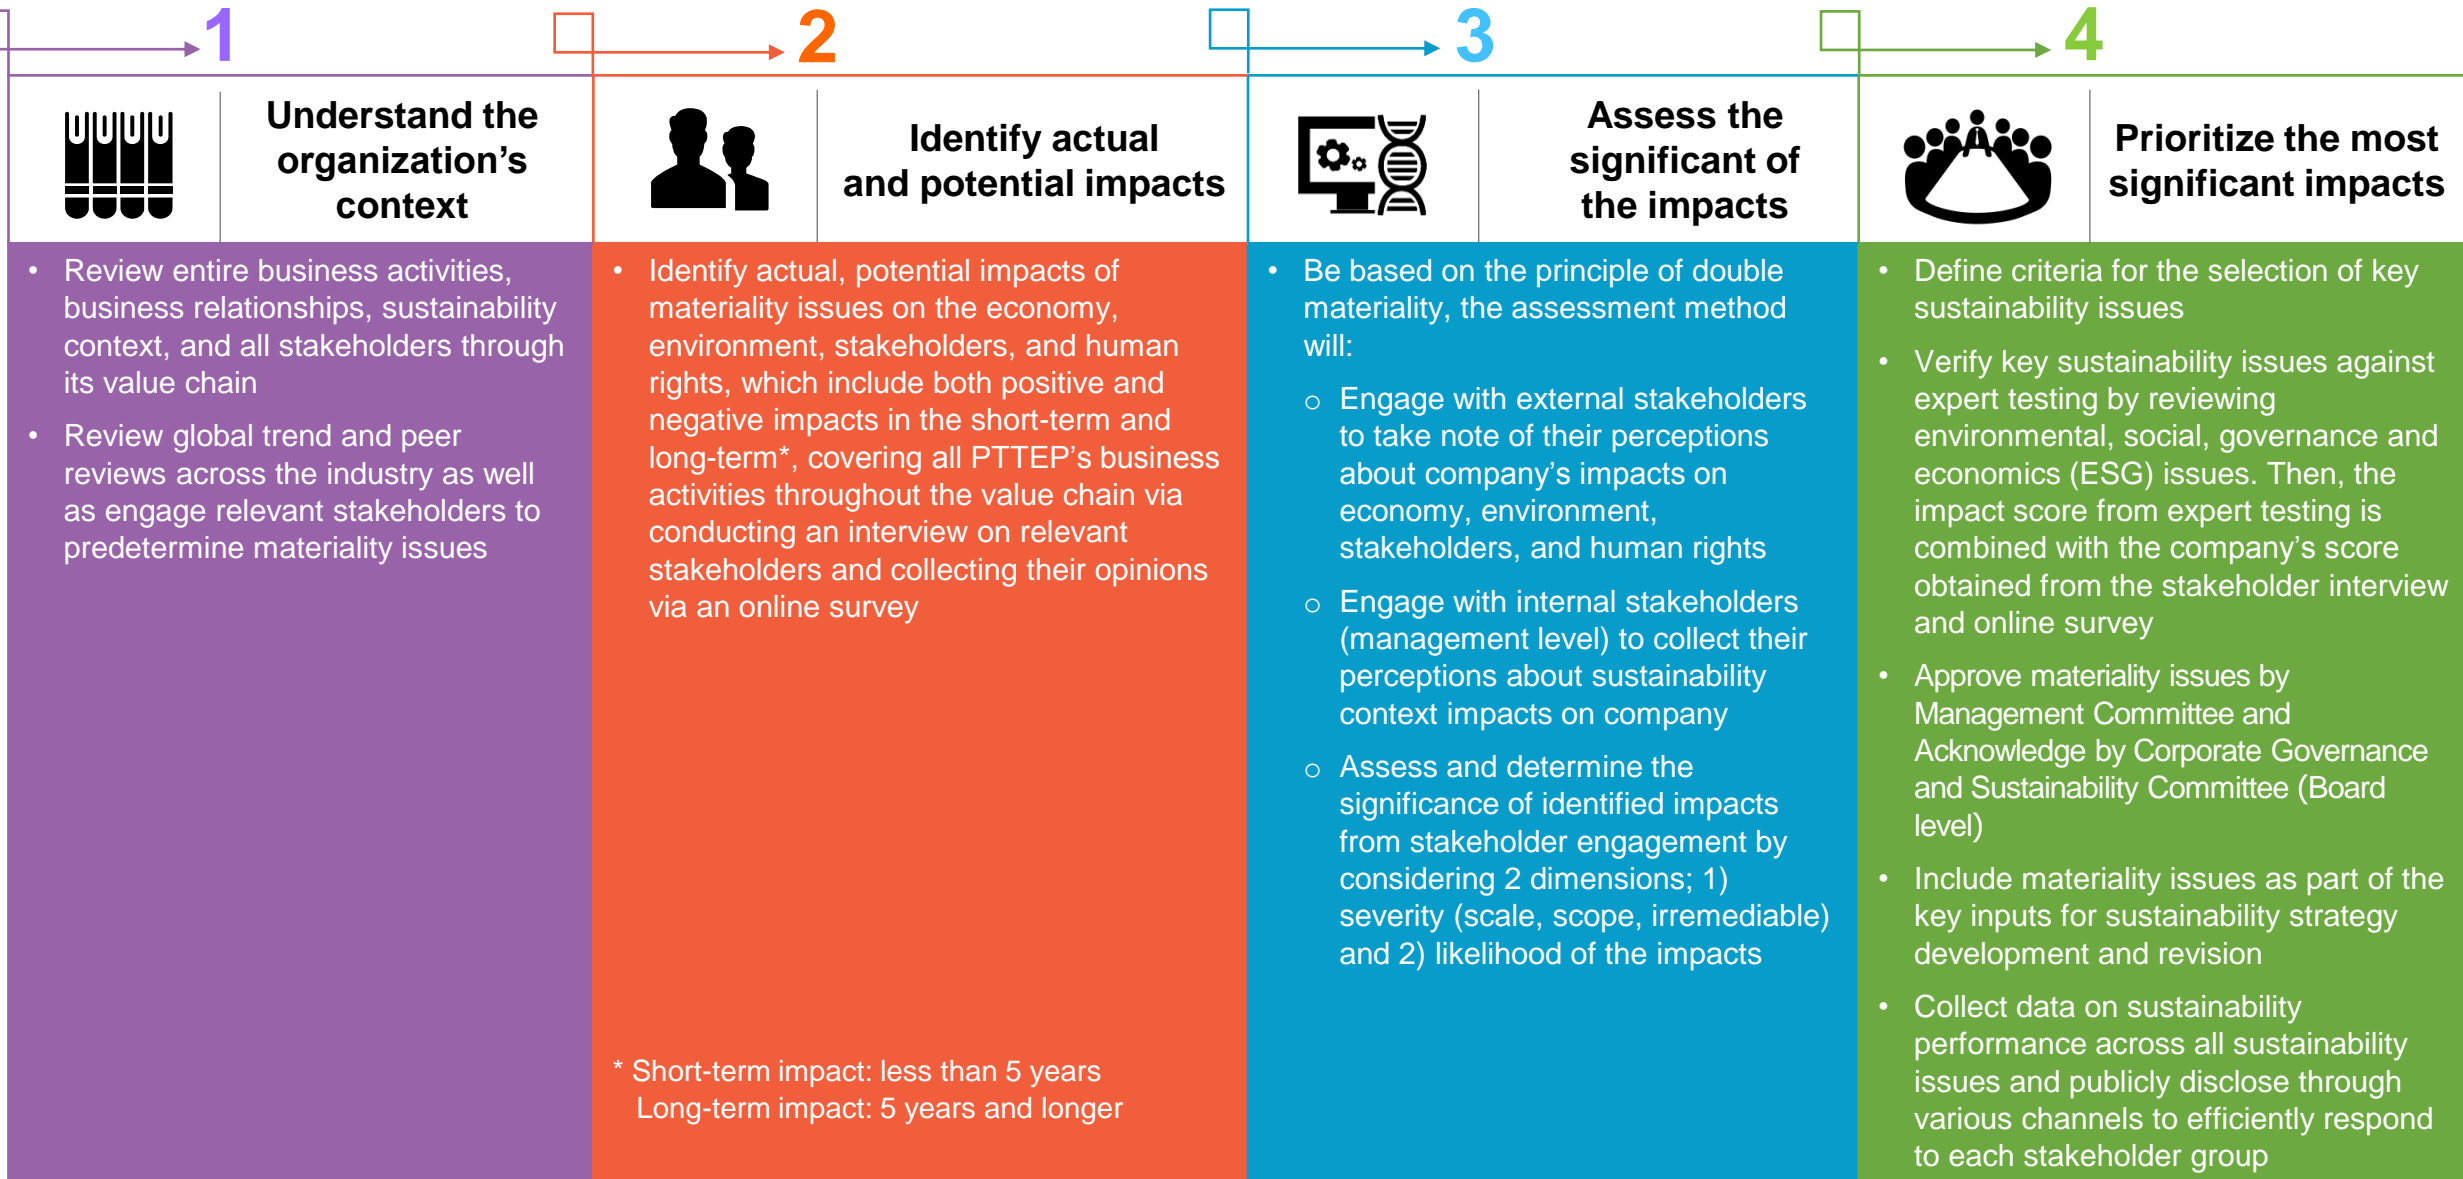 1
Understand the
organization’s
context
• Review entire business activities,
business relationships, sustainability
context, and all stakeholders through
its value chain
• Review global trend and peer
reviews across the industry as well
as engage relevant stakeholders to
predetermine materiality issues
2
Identify actual
and potential impacts
• Identify actual, potential impacts of
materiality issues on the economy,
environment, stakeholders, and human
rights, which include both positive and
negative impacts in the short-term and
long-term*, covering all PTTEP’s business
activities throughout the value chain via
conducting an interview on relevant
stakeholders and collecting their opinions
via an online survey
* Short-term impact: less than 5 years
Long-term impact: 5 years and longer
3
Assess the
significant of
the impacts
• Be based on the principle of double
materiality, the assessment method
will:
o Engage with external stakeholders
to take note of their perceptions
about company’s impacts on
economy, environment,
stakeholders, and human rights
o Engage with internal stakeholders
(management level) to collect their
perceptions about sustainability
context impacts on company
o Assess and determine the
significance of identified impacts
from stakeholder engagement by
considering 2 dimensions; 1)
severity (scale, scope, irremediable)
and 2) likelihood of the impacts
4
Prioritize the most
significant impacts
• Define criteria for the selection of key
sustainability issues
• Verify key sustainability issues against
expert testing by reviewing
environmental, social, governance and
economics (ESG) issues. Then, the
impact score from expert testing is
combined with the company’s score
obtained from the stakeholder interview
and online survey
• Approve materiality issues by
Management Committee and
Acknowledge by Corporate Governance
and Sustainability Committee (Board
level)
• Include materiality issues as part of the
key inputs for sustainability strategy
development and revision
• Collect data on sustainability
performance across all sustainability
issues and publicly disclose through
various channels to efficiently respond
to each stakeholder group